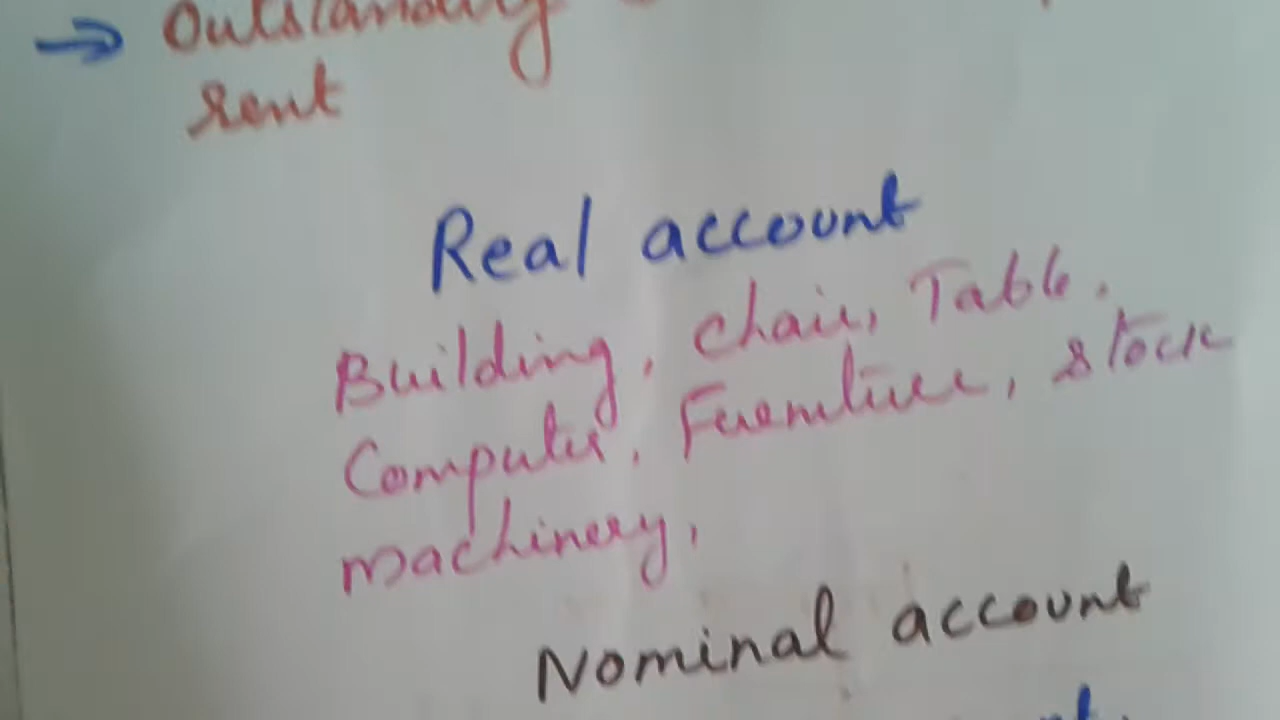 → Outstanding
rent
Real account
Building, chair, Table.
Computer, Furniture, stock
machinery,
Nominal account